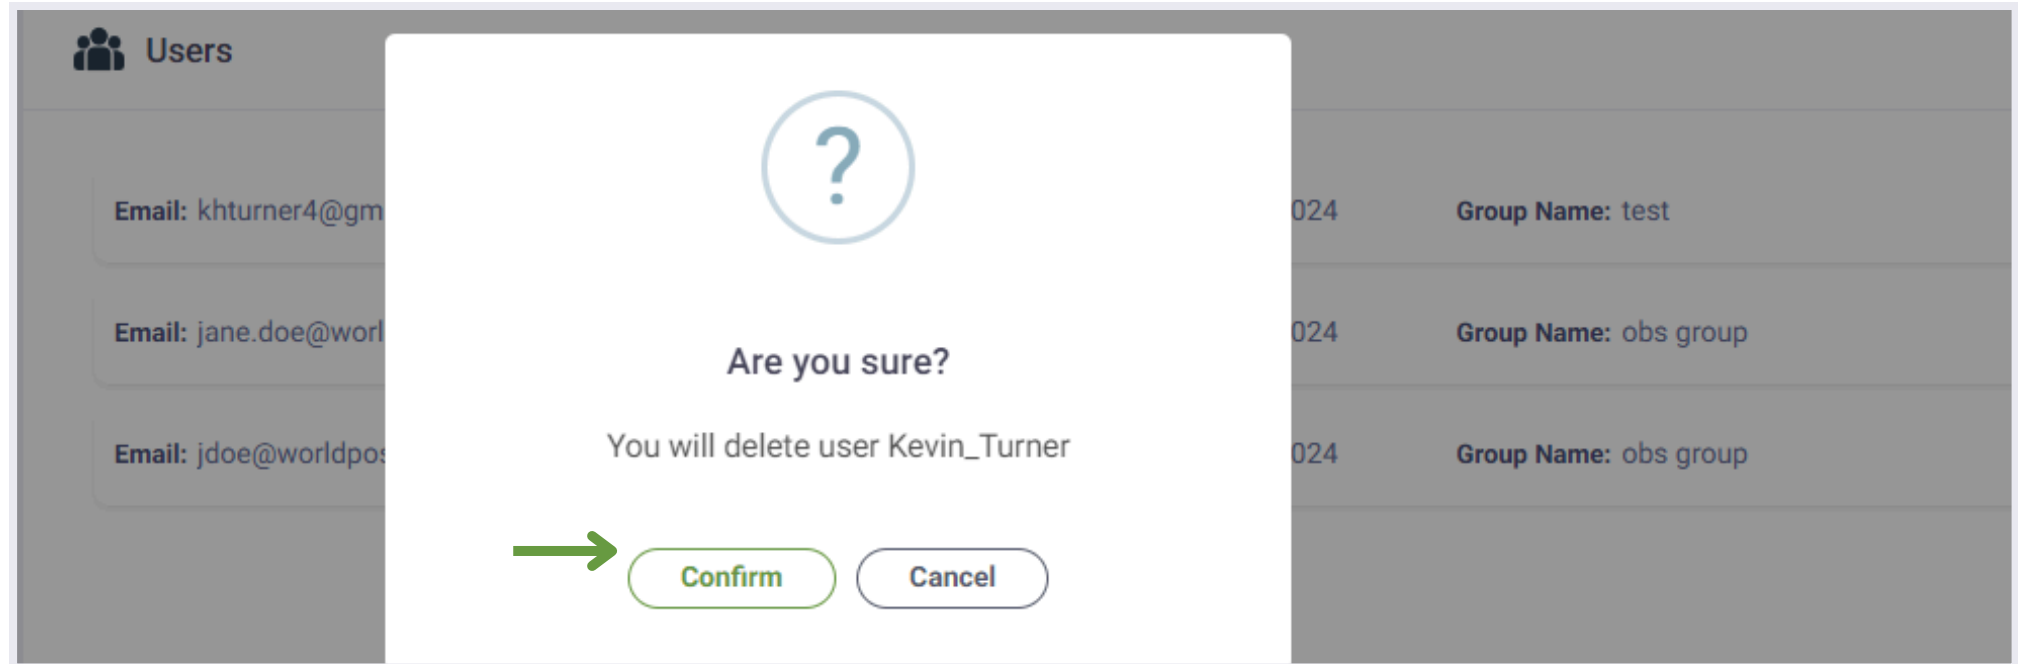 Users
?
Email: khturner4@gm
024
Group Name: test
Email: jane.doe@worl
024
Group Name: obs group
Email: jdoe@worldpos
024
Group Name: obs group
Are you sure?
You will delete user Kevin_Turner
Confirm
Cancel